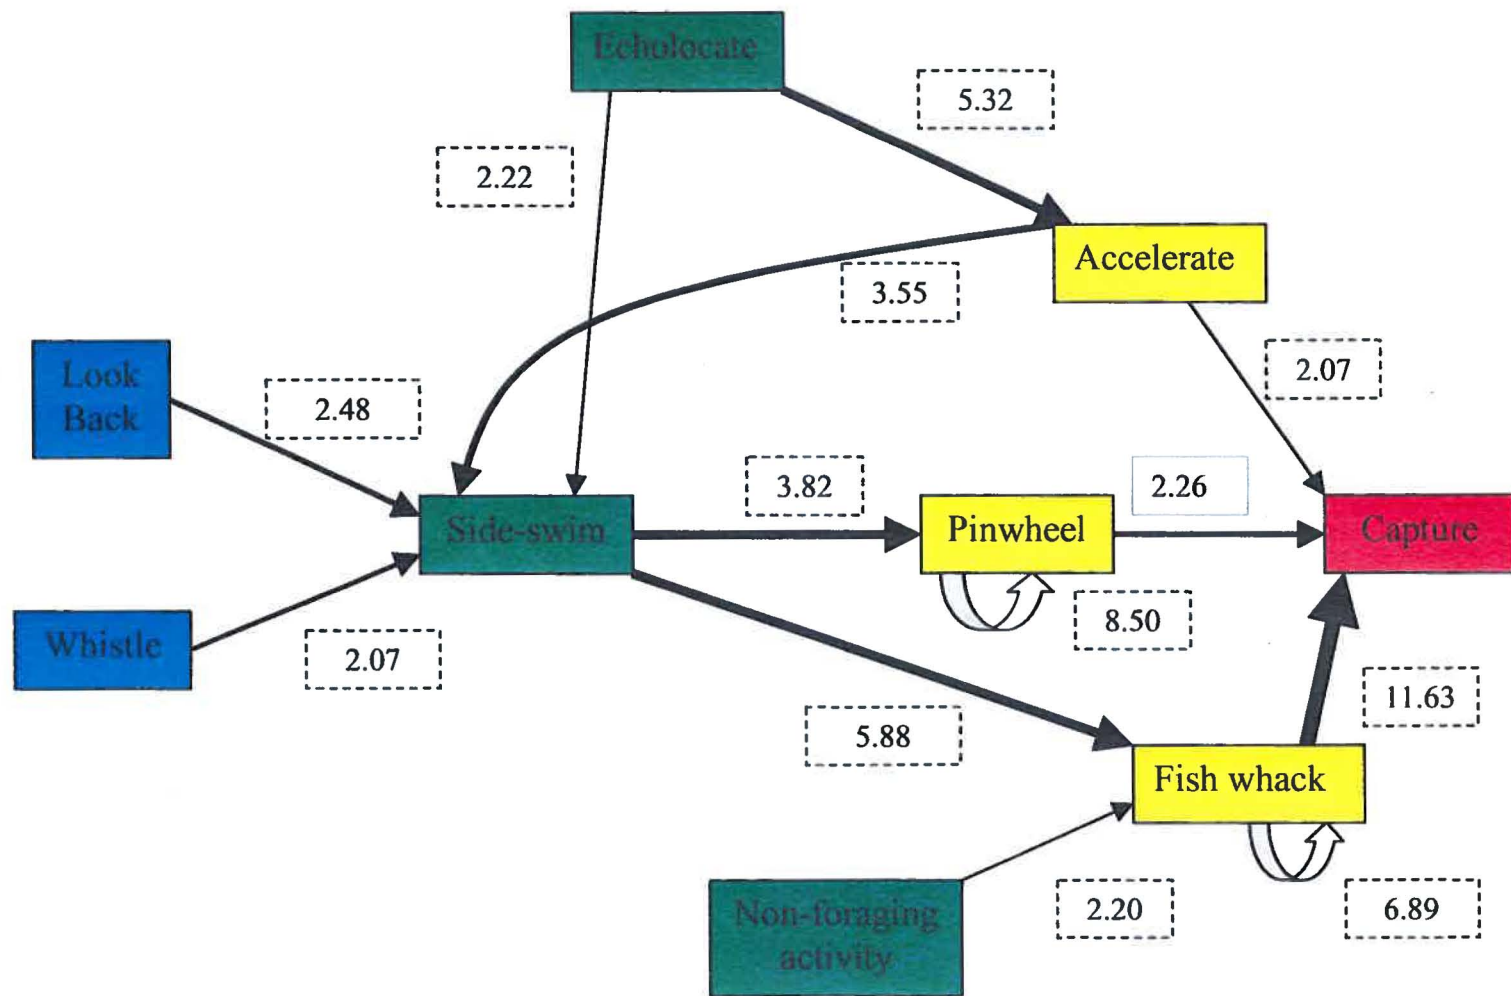 Echolocate
5.32
2.22
Accelerate
3.55
Look
Back
2.07
2.48
3.82
2.26
Side-swim
Pinwheel
Capture
8.50
Whistle
2.07
11.63
5.88
Fish whack
Non-foraging
activity
2.20
6.89